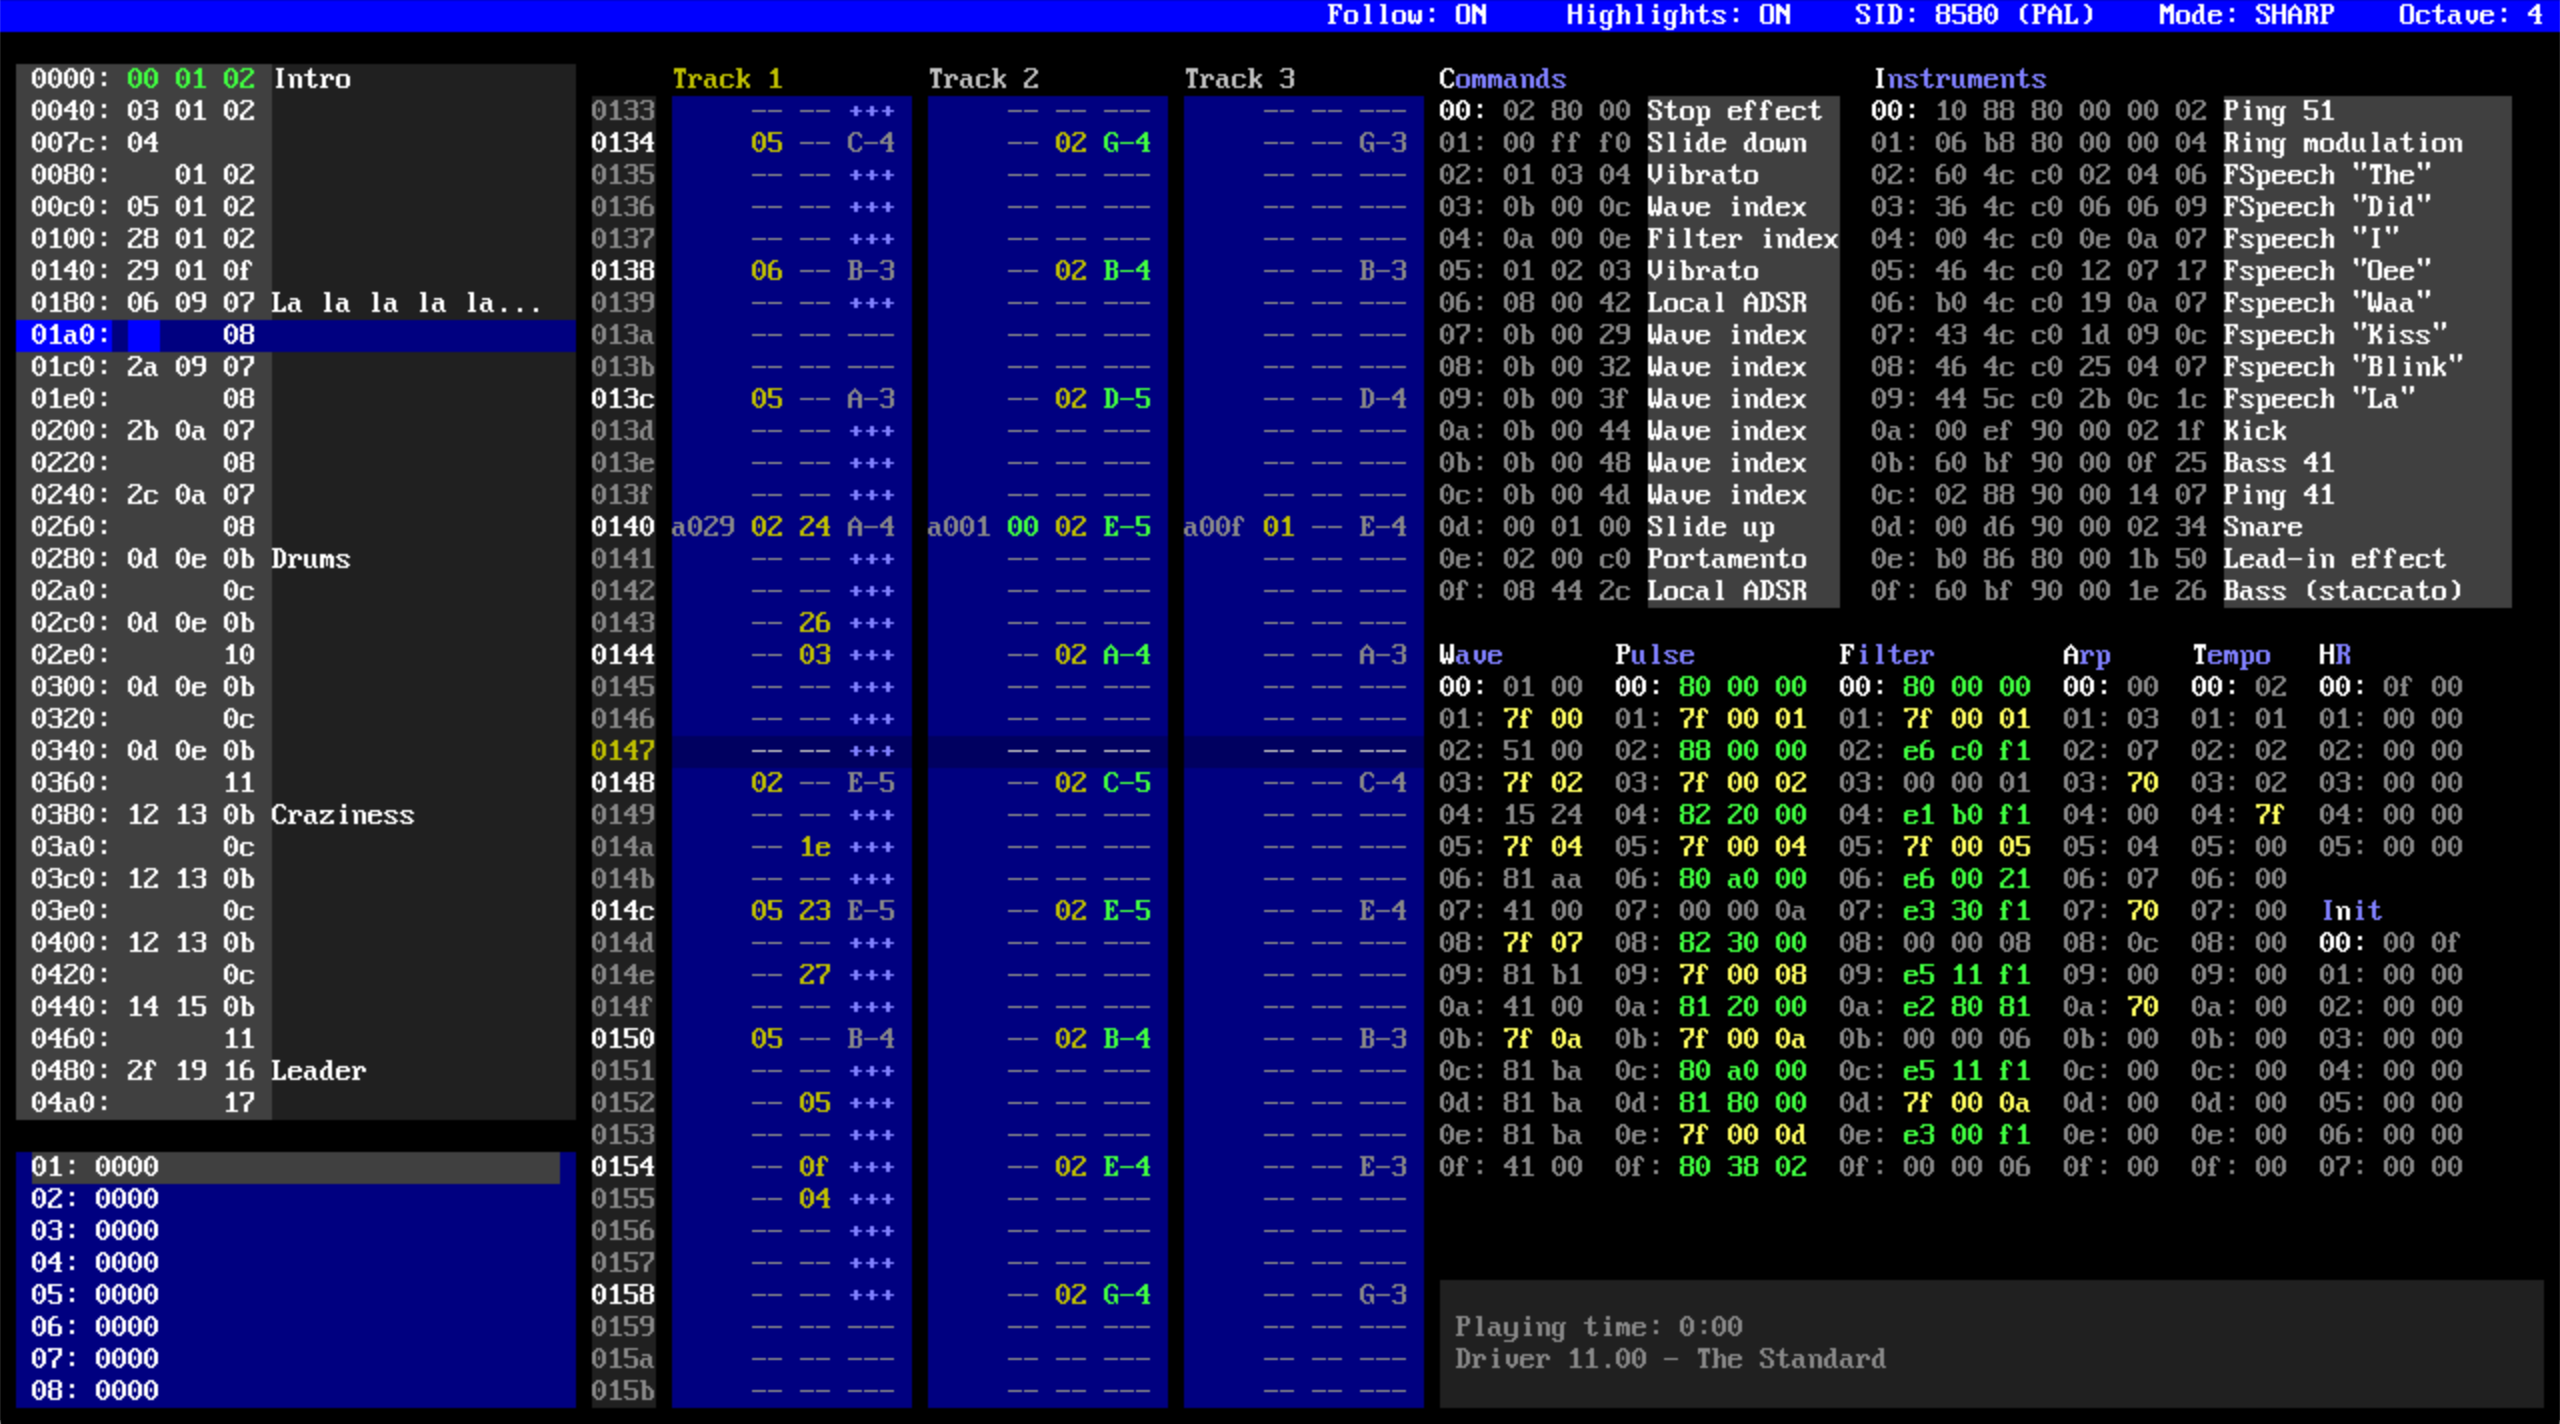 Follow: ON Highlights: ON SID: 8580 (PAL) Mode: SHARP Octave: 4
0000: 00 01 02 Intro
0040: 03 01 02
007c: 04
0080: 01 02
00c0: 05 01 02
0100: 28 01 02
0140: 29 01 0f
0180: 06 09 07 La la la la la...
01a0: 08
01c0: 2a 09 07
01e0: 08
0200: 2b 0a 07
0220: 08
0240: 2c 0a 07
0260: 08
0280: 0d 0e 0b Drums
02a0: 0c
02c0: 0d 0e 0b
02e0: 10
0300: 0d 0e 0b
0320: 0c
0340: 0d 0e 0b
0360: 11
0380: 12 13 0b Craziness
03a0: 0c
03c0: 12 13 0b
03e0: 0c
0400: 12 13 0b
0420: 0c
0440: 14 15 0b
0460: 11
0480: 2f 19 16 Leader
04a0: 17
01: 0000
02: 0000
03: 0000
04: 0000
05: 0000
06: 0000
07: 0000
08: 0000
Track 1 Track 2 Track 3
0133 -- -- +++ -- -- --- -- -- ---
0134 05 -- C-4 -- 02 G-4 -- -- G-3
0135 -- -- +++ -- -- --- -- -- ---
0136 -- -- +++ -- -- --- -- -- ---
0137 -- -- +++ -- -- --- -- -- ---
0138 06 -- B-3 -- 02 B-4 -- -- B-3
0139 -- -- +++ -- -- --- -- -- ---
013a -- -- --- -- -- --- -- -- ---
013b -- -- --- -- -- --- -- -- ---
013c 05 -- A-3 -- 02 D-5 -- -- D-4
013d -- -- +++ -- -- --- -- -- ---
013e -- -- +++ -- -- --- -- -- ---
013f -- -- +++ -- -- --- -- -- ---
0140 a029 02 24 A-4 a001 00 02 E-5 a00f 01 -- E-4
0141 -- -- +++ -- -- --- -- -- ---
0142 -- -- +++ -- -- --- -- -- ---
0143 -- 26 +++ -- -- --- -- -- ---
0144 -- 03 +++ -- 02 A-4 -- -- A-3
0145 -- -- +++ -- -- --- -- -- ---
0146 -- -- +++ -- -- --- -- -- ---
0147 -- -- +++ -- -- --- -- -- ---
0148 02 -- E-5 -- 02 C-5 -- -- C-4
0149 -- -- +++ -- -- --- -- -- ---
014a -- 1e +++ -- -- --- -- -- ---
014b -- -- +++ -- -- --- -- -- ---
014c 05 23 E-5 -- 02 E-5 -- -- E-4
014d -- -- +++ -- -- --- -- -- ---
014e -- 27 +++ -- -- --- -- -- ---
014f -- -- +++ -- -- --- -- -- ---
0150 05 -- B-4 -- 02 B-4 -- -- B-3
0151 -- -- +++ -- -- --- -- -- ---
0152 -- 05 +++ -- -- --- -- -- ---
0153 -- -- +++ -- -- --- -- -- ---
0154 -- 0f +++ -- 02 E-4 -- -- E-3
0155 -- 04 +++ -- -- --- -- -- ---
0156 -- -- +++ -- -- --- -- -- ---
0157 -- -- +++ -- -- --- -- -- ---
0158 -- -- +++ -- 02 G-4 -- -- G-3
0159 -- -- --- -- -- --- -- -- ---
015a -- -- --- -- -- --- -- -- ---
015b -- -- --- -- -- --- -- -- ---
Commands
00: 02 80 00 Stop effect
01: 00 ff f0 Slide down
02: 01 03 04 Vibrato
03: 0b 00 0c Wave index
04: 0a 00 0e Filter index
05: 01 02 03 Vibrato
06: 08 00 42 Local ADSR
07: 0b 00 29 Wave index
08: 0b 00 32 Wave index
09: 0b 00 3f Wave index
0a: 0b 00 44 Wave index
0b: 0b 00 48 Wave index
0c: 0b 00 4d Wave index
0d: 00 01 00 Slide up
0e: 02 00 c0 Portamento
0f: 08 44 2c Local ADSR
Instruments
00: 10 88 80 00 00 02 Ping 51
01: 06 b8 80 00 00 04 Ring modulation
02: 60 4c c0 02 04 06 FSpeech "The"
03: 36 4c c0 06 06 09 FSpeech "Did"
04: 00 4c c0 0e 0a 07 Fspeech "I"
05: 46 4c c0 12 07 17 Fspeech "Oee"
06: b0 4c c0 19 0a 07 Fspeech "Waa"
07: 43 4c c0 1d 09 0c Fspeech "Kiss"
08: 46 4c c0 25 04 07 Fspeech "Blink"
09: 44 5c c0 2b 0c 1c Fspeech "La"
0a: 00 ef 90 00 02 1f Kick
0b: 60 bf 90 00 0f 25 Bass 41
0c: 02 88 90 00 14 07 Ping 41
0d: 00 d6 90 00 02 34 Snare
0e: b0 86 80 00 1b 50 Lead-in effect
0f: 60 bf 90 00 1e 26 Bass (staccato)
Wave Pulse Filter Arp Tempo HR
00: 01 00 00: 80 00 00 00: 80 00 00 00: 00 00: 02 00: 0f 00
01: 7f 00 01: 7f 00 01 01: 7f 00 01 01: 03 01: 01 01: 00 00
02: 51 00 02: 88 00 00 02: e6 c0 f1 02: 07 02: 02 02: 00 00
03: 7f 02 03: 7f 00 02 03: 00 00 01 03: 70 03: 02 03: 00 00
04: 15 24 04: 82 20 00 04: e1 b0 f1 04: 00 04: 7f 04: 00 00
05: 7f 04 05: 7f 00 04 05: 7f 00 05 05: 04 05: 00 05: 00 00
06: 81 aa 06: 80 a0 00 06: e6 00 21 06: 07 06: 00
07: 41 00 07: 00 00 0a 07: e3 30 f1 07: 70 07: 00 Init
08: 7f 07 08: 82 30 00 08: 00 00 08 08: 0c 08: 00 00: 00 0f
09: 81 b1 09: 7f 00 08 09: e5 11 f1 09: 00 09: 00 01: 00 00
0a: 41 00 0a: 81 20 00 0a: e2 80 81 0a: 70 0a: 00 02: 00 00
0b: 7f 0a 0b: 7f 00 0a 0b: 00 00 06 0b: 00 0b: 00 03: 00 00
0c: 81 ba 0c: 80 a0 00 0c: e5 11 f1 0c: 00 0c: 00 04: 00 00
0d: 81 ba 0d: 81 80 00 0d: 7f 00 0a 0d: 00 0d: 00 05: 00 00
0e: 81 ba 0e: 7f 00 0d 0e: e3 00 f1 0e: 00 0e: 00 06: 00 00
0f: 41 00 0f: 80 38 02 0f: 00 00 06 0f: 00 0f: 00 07: 00 00
Playing time: 0:00
Driver 11.00 - The Standard